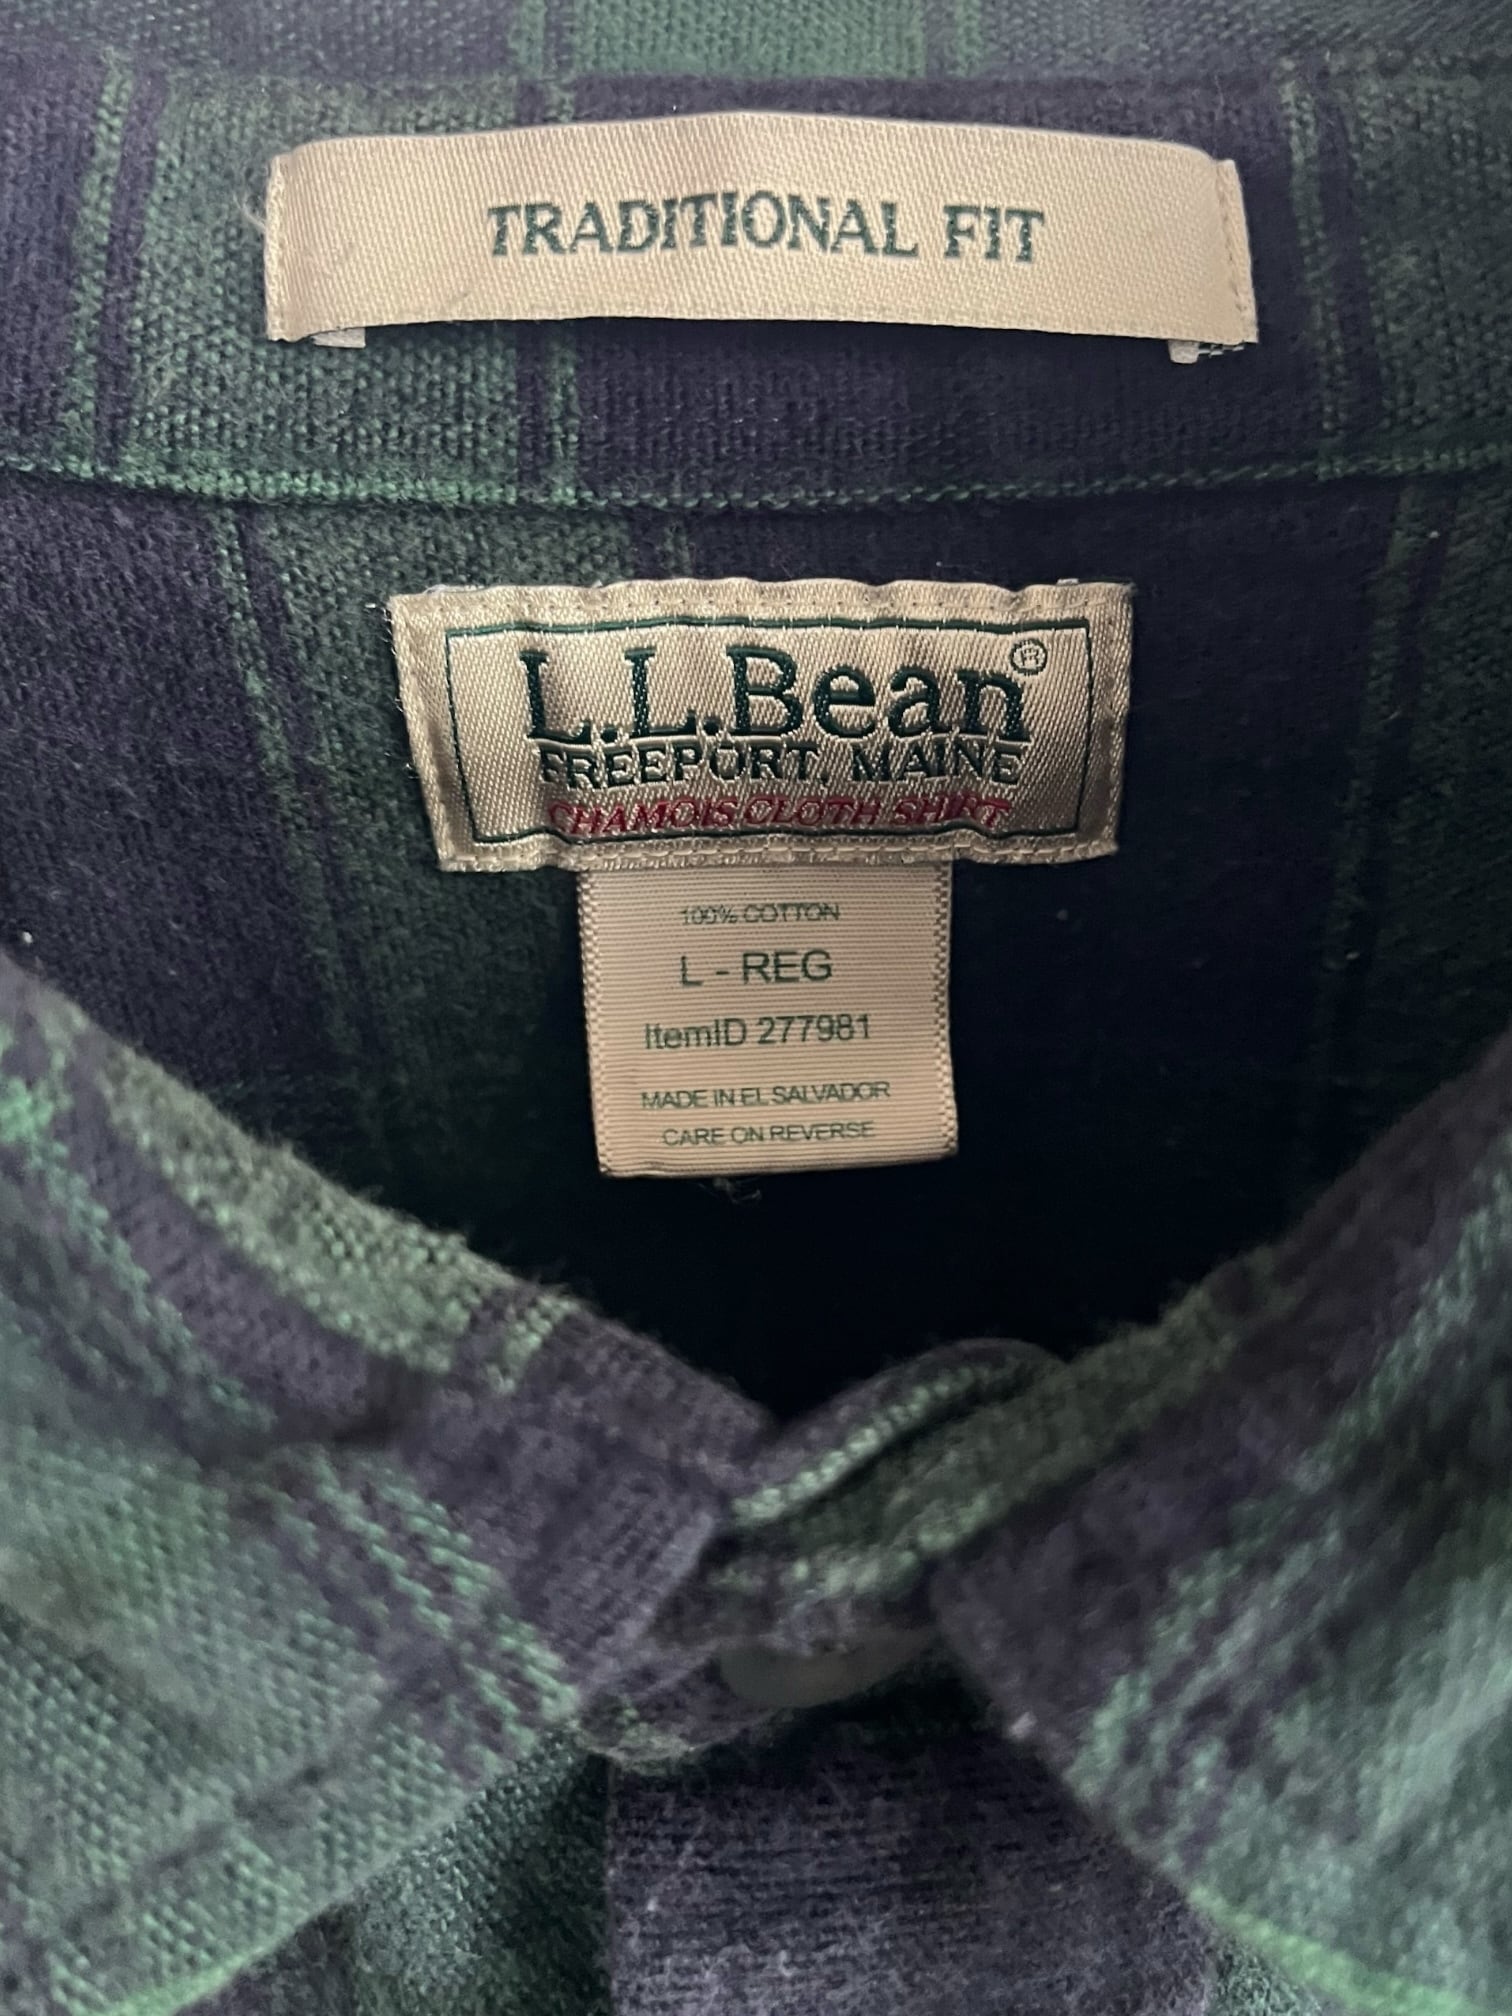 TRADITIONAL FIT
L.L.Bean®
FREEPORT, MAINE
CHAMOIS CLOTH SHIRT
100% COTTON
L - REG
ItemID 277981
MADE IN EL SALVADOR
CARE ON REVERSE